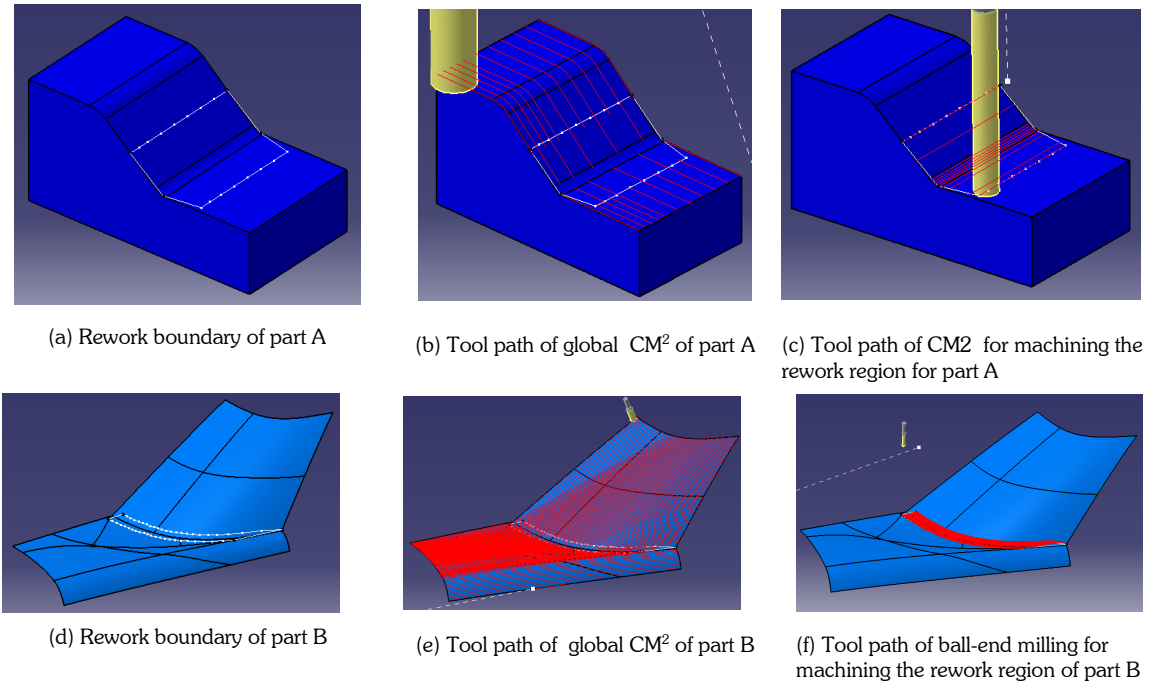 (a) Rework boundary of part A
(b) Tool path of global CM² of part A
(c) Tool path of CM2 for machining the
rework region for part A
(d) Rework boundary of part B
(e) Tool path of global CM² of part B
(f) Tool path of ball-end milling for
machining the rework region of part B